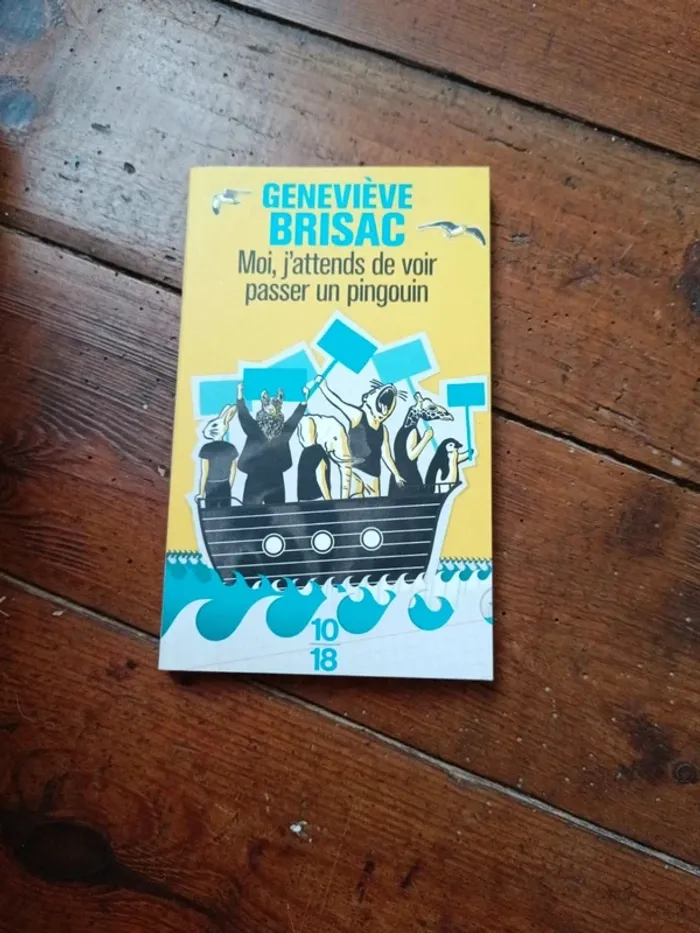 GENEVIÈVE
BRISAC
Moi, j'attends de voir
passer un pingouin
10
18